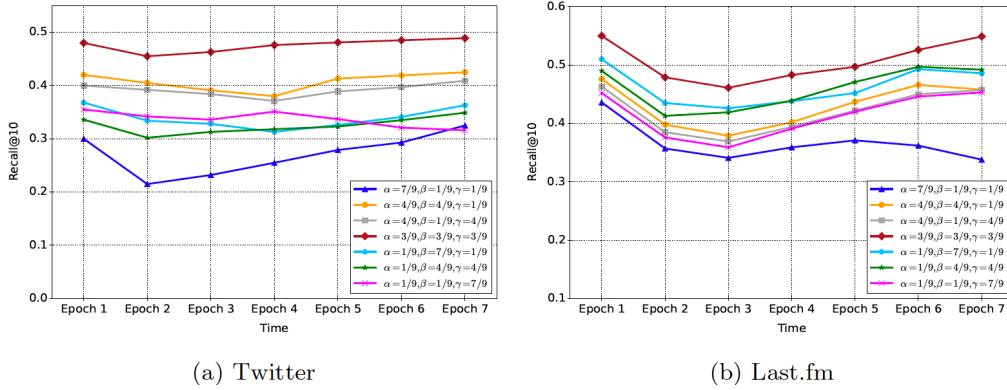 0.5
0.4
0.3
0.2
0.1
0.0
Recall@10
Epoch 1 Epoch 2 Epoch 3 Epoch 4 Epoch 5 Epoch 6 Epoch 7
Time
α=7/9,β=1/9,γ=1/9
α=4/9,β=4/9,γ=1/9
α=4/9,β=1/9,γ=4/9
α=3/9,β=3/9,γ=3/9
α=1/9,β=7/9,γ=1/9
α=1/9,β=4/9,γ=4/9
α=1/9,β=1/9,γ=7/9
(a) Twitter
0.6
0.5
0.4
0.3
0.2
0.1
Recall@10
Epoch 1 Epoch 2 Epoch 3 Epoch 4 Epoch 5 Epoch 6 Epoch 7
Time
α=7/9,β=1/9,γ=1/9
α=4/9,β=4/9,γ=1/9
α=4/9,β=1/9,γ=4/9
α=3/9,β=3/9,γ=3/9
α=1/9,β=7/9,γ=1/9
α=1/9,β=4/9,γ=4/9
α=1/9,β=1/9,γ=7/9
(b) Last.fm